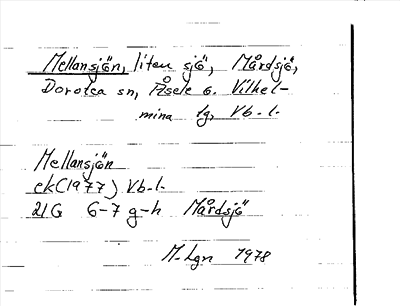 Mellansjön, liten sjö, Mårdsjö,
Dorotea sn, Åsele o. Vilhel-
mina lg, Vb-l.
Mellansjön
ek(1977) Vb-l.
21G 6-7 g-h Mårdsjö
M. Lgn 1978